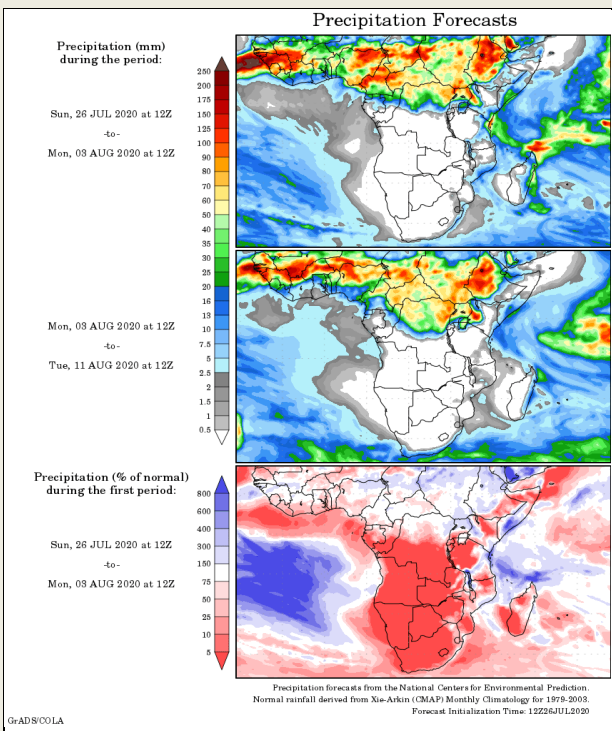 Precipitation Forecasts
Precipitation (mm)
during the period:
Sun, 26 JUL 2020 at 12Z
-to-
Mon, 03 AUG 2020 at 12Z
250
200
175
150
125
100
90
80
70
60
50
40
35
30
25
20
16
13
10
7.5
5
2.5
2
1.5
1
0.5
Mon, 03 AUG 2020 at 12Z
-to-
Tue, 11 AUG 2020 at 12Z
Precipitation (% of normal)
during the first period:
Sun, 26 JUL 2020 at 12Z
-to-
Mon, 03 AUG 2020 at 12Z
800
600
400
300
150
75
50
25
10
5
Precipitation forecasts from the National Centers for Environmental Prediction.
Normal rainfall derived from Xie-Arkin (CMAP) Monthly Climatology for 1979-2003.
Forecast Initialization Time: 12Z26JUL2020
GrADS/COLA